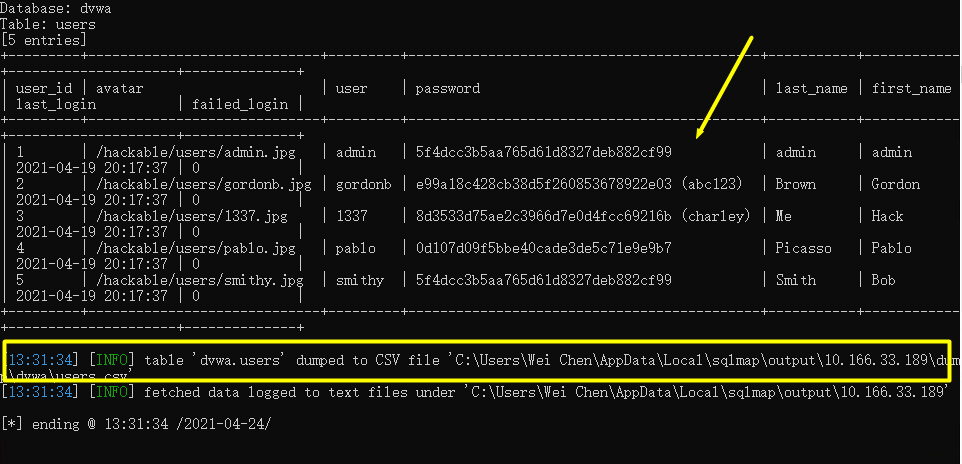 Database: dvwa
Table: users
[5 entries]
+---------+-----------------------------+---------+---------------------------------------------+-----------+------------
+---------------------+--------------+
| user_id | avatar | user | password | last_name | first_name
| last_login | failed_login |
+---------+-----------------------------+---------+---------------------------------------------+-----------+------------
+---------------------+--------------+
| 1 | /hackable/users/admin.jpg | admin | 5f4dcc3b5aa765d61d8327deb882cf99 | admin | admin
| 2021-04-19 20:17:37 | 0 |
| 2 | /hackable/users/gordonb.jpg | gordonb | e99a18c428cb38d5f260853678922e03 (abc123) | Brown | Gordon
| 2021-04-19 20:17:37 | 0 |
| 3 | /hackable/users/1337.jpg | 1337 | 8d3533d75ae2c3966d7e0d4fcc69216b (charley) | Me | Hack
| 2021-04-19 20:17:37 | 0 |
| 4 | /hackable/users/pablo.jpg | pablo | 0d107d09f5bbe40cade3de5c71e9e9b7 | Picasso | Pablo
| 2021-04-19 20:17:37 | 0 |
| 5 | /hackable/users/smithy.jpg | smithy | 5f4dcc3b5aa765d61d8327deb882cf99 | Smith | Bob
| 2021-04-19 20:17:37 | 0 |
+---------+-----------------------------+---------+---------------------------------------------+-----------+------------
+---------------------+--------------+
[13:31:34] [INFO] table 'dvwa.users' dumped to CSV file 'C:\Users\Wei Chen\AppData\Local\sqlmap\output\10.166.33.189\dum
p\dvwa\users.csv'
[13:31:34] [INFO] fetched data logged to text files under 'C:\Users\Wei Chen\AppData\Local\sqlmap\output\10.166.33.189'
[*] ending @ 13:31:34 /2021-04-24/